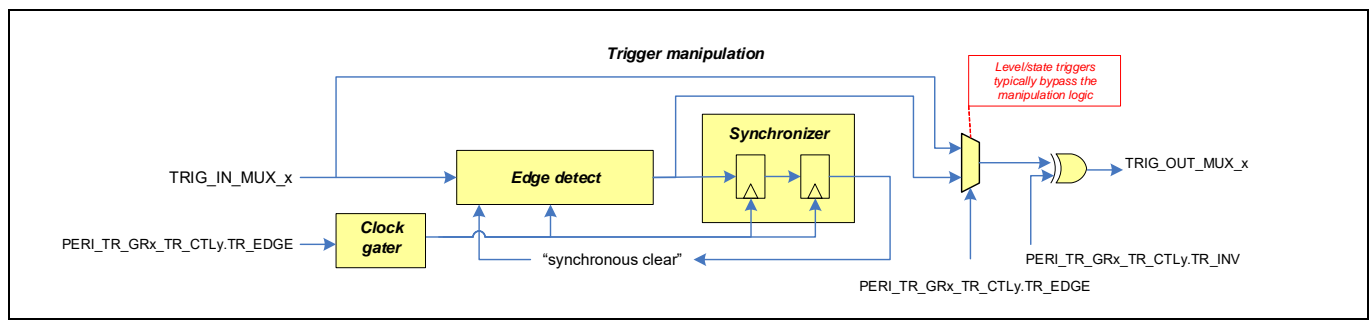 Trigger manipulation
Level/state triggers
typically bypass the
manipulation logic
Synchronizer
TRIG_IN_MUX_x
Edge detect
TRIG_OUT_MUX_x
PERI_TR_GRx_TR_CTLy.TR_EDGE
Clock
gater
“synchronous clear”
PERI_TR_GRx_TR_CTLy.TR_INV
PERI_TR_GRx_TR_CTLy.TR_EDGE